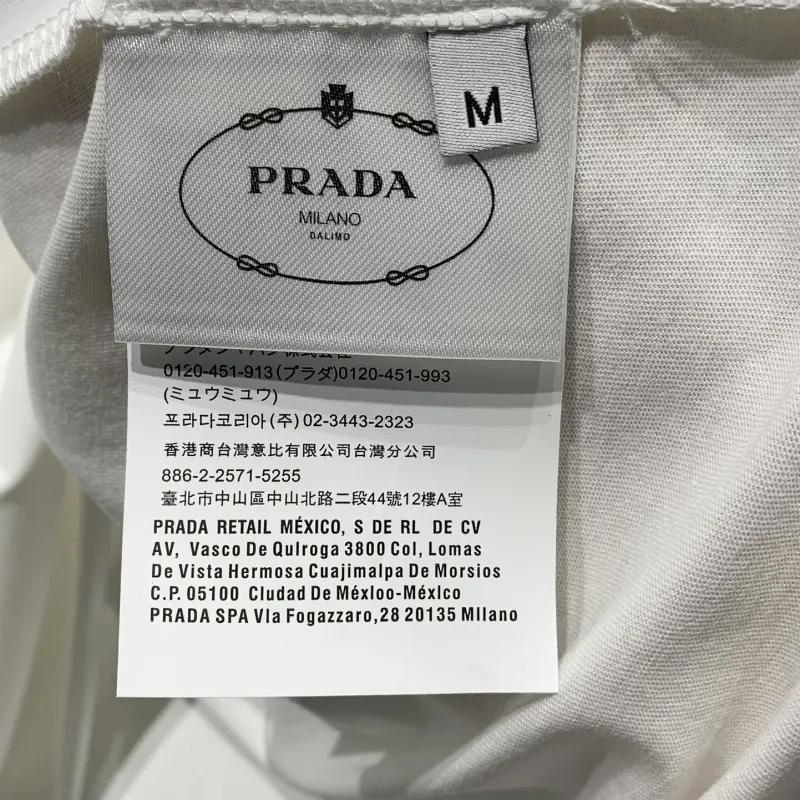 PRADA
MILANO
DALIMO
M
0120-451-913(プラダ)0120-451-993
(ミュウミュウ)
프라다코리아(주) 02-3443-2323
香港商台灣意比有限公司台灣分公司
886-2-2571-5255
臺北市中山區中山北路二段44號12樓A室
PRADA RETAIL MÉXICO, S DE RL DE CV
AV, Vasco De Qulroga 3800 Col, Lomas
De Vista Hermosa Cuajimalpa De Morsios
C.P. 05100 Cludad De Méxloo-México
PRADA SPA Vla Fogazzaro,28 20135 Mllano